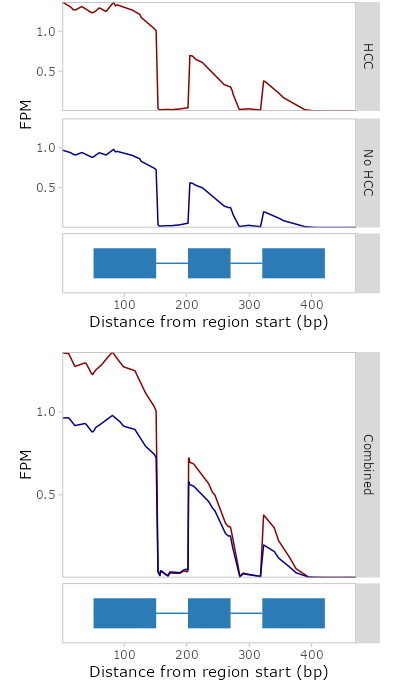 1.0
0.5
HCC
FPM
1.0
0.5
No HCC
100 200 300 400
Distance from region start (bp)
1.0
0.5
FPM
Combined
100 200 300 400
Distance from region start (bp)